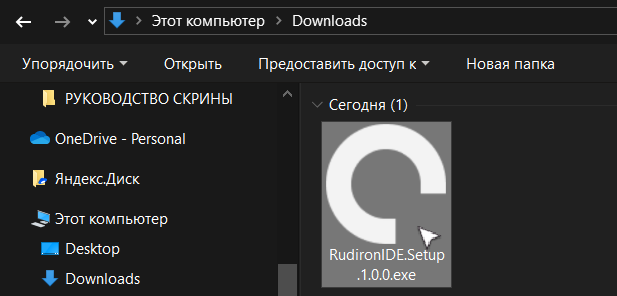 Этот компьютер > Downloads
Упорядочить Открыть Предоставить доступ к Новая папка
РУКОВОДСТВО СКРИНЫ
OneDrive - Personal
Яндекс.Диск
Этот компьютер
Desktop
Downloads
Сегодня (1)
RudironIDE.Setup
.1.0.0.exe